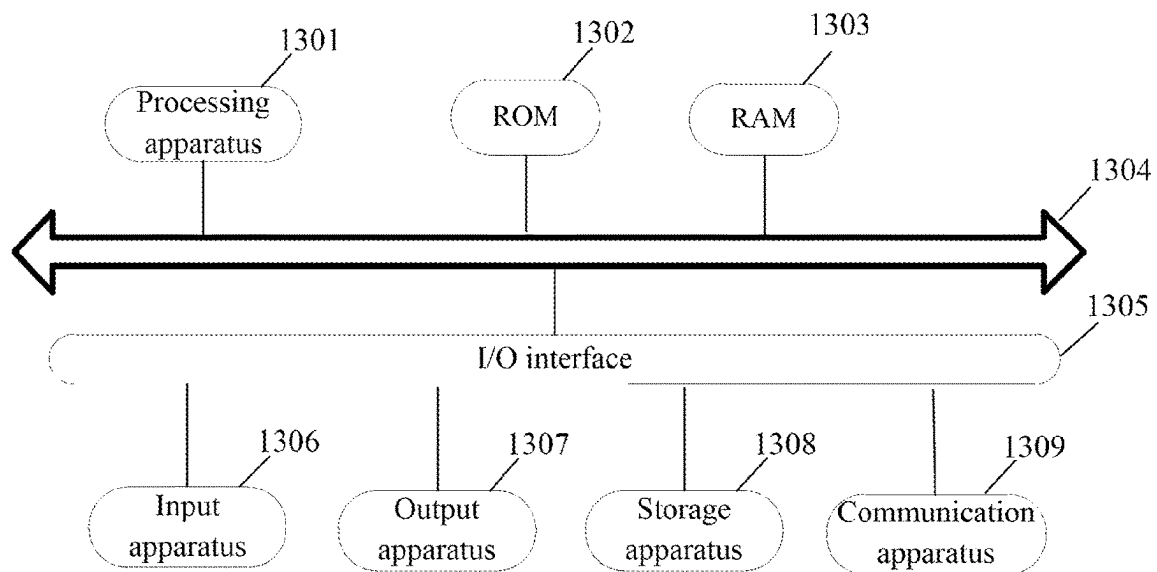 1301
1302
1303
Processing
apparatus
ROM
RAM
1304
1305
I/O interface
1306
1307
1308
1309
Input
apparatus
Output
apparatus
Storage
apparatus
Communication
apparatus